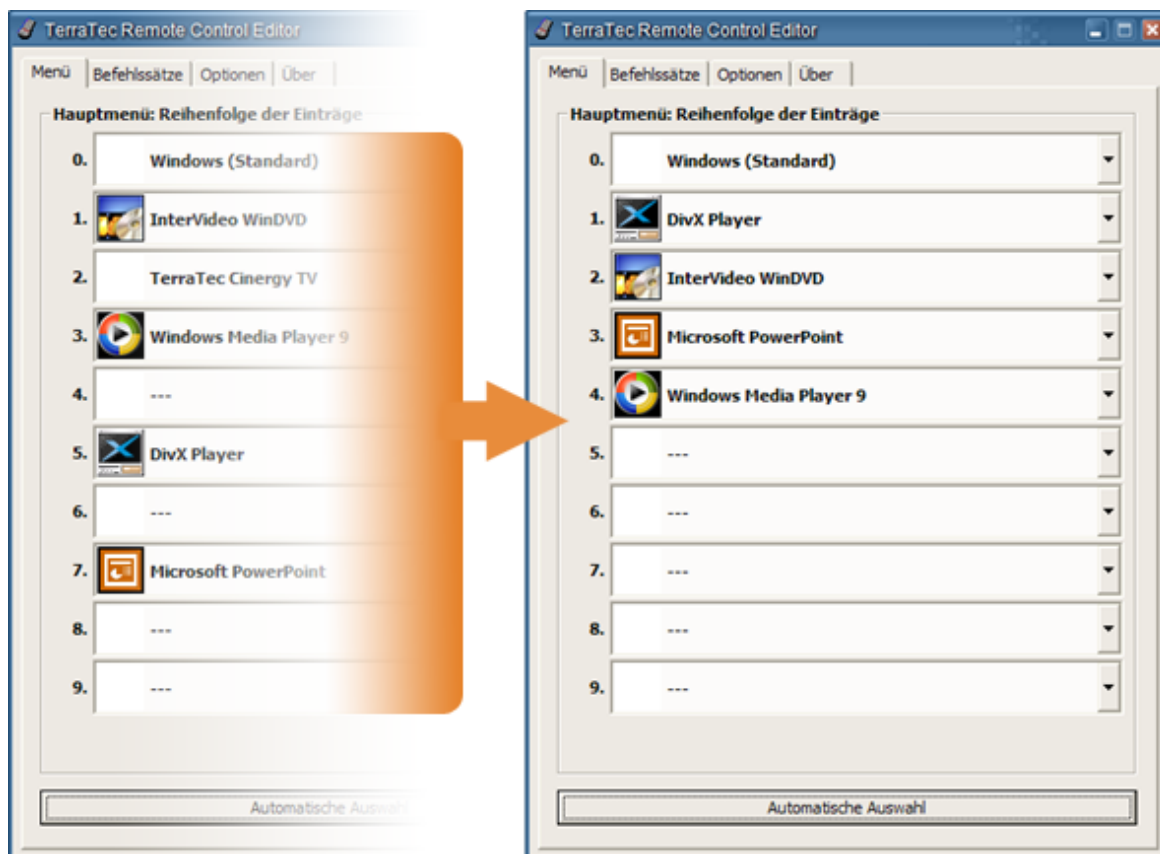 TerraTec Remote Control Editor
Menü Befehlssätze Optionen Über
Hauptmenü: Reihenfolge der Einträge
0. Windows (Standard)
1. InterVideo WinDVD
2. TerraTec Cinergy TV
3. Windows Media Player 9
4. ---
5. DivX Player
6. ---
7. Microsoft PowerPoint
8. ---
9. ---
Automatische Auswahl
TerraTec Remote Control Editor
Menü Befehlssätze Optionen Über
Hauptmenü: Reihenfolge der Einträge
0. Windows (Standard)
1. DivX Player
2. InterVideo WinDVD
3. Microsoft PowerPoint
4. Windows Media Player 9
5. ---
6. ---
7. ---
8. ---
9. ---
Automatische Auswahl